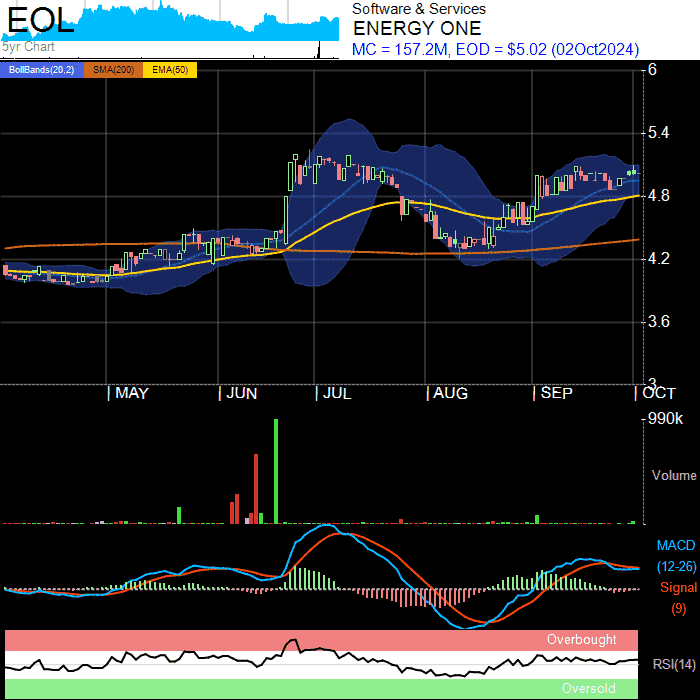 EOL
5yr Chart
Software & Services
ENERGY ONE
MC = 157.2M, EOD = $5.02 (02Oct2024)
BollBands(20,2) SMA(200) EMA(50)
6
5.4
4.8
4.2
3.6
3
MAY JUN JUL AUG SEP OCT
990k
Volume
MACD
(12-26)
Signal
(9)
Overbought
RSI(14)
Oversold